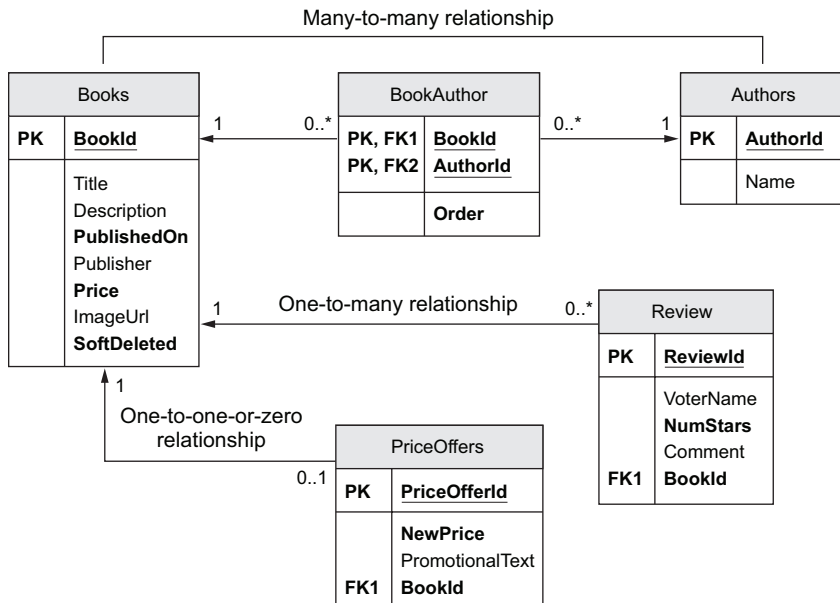 Many-to-many relationship
Books
PK BookId
Title
Description
PublishedOn
Publisher
Price
ImageUrl
SoftDeleted
1 0..*
BookAuthor
PK, FK1 BookId
PK, FK2 AuthorId
Order
0..* 1
Authors
PK AuthorId
Name
1 One-to-many relationship 0..*
Review
PK ReviewId
VoterName
NumStars
Comment
FK1 BookId
1
One-to-one-or-zero
relationship
0..1
PriceOffers
PK PriceOfferId
NewPrice
PromotionalText
FK1 BookId